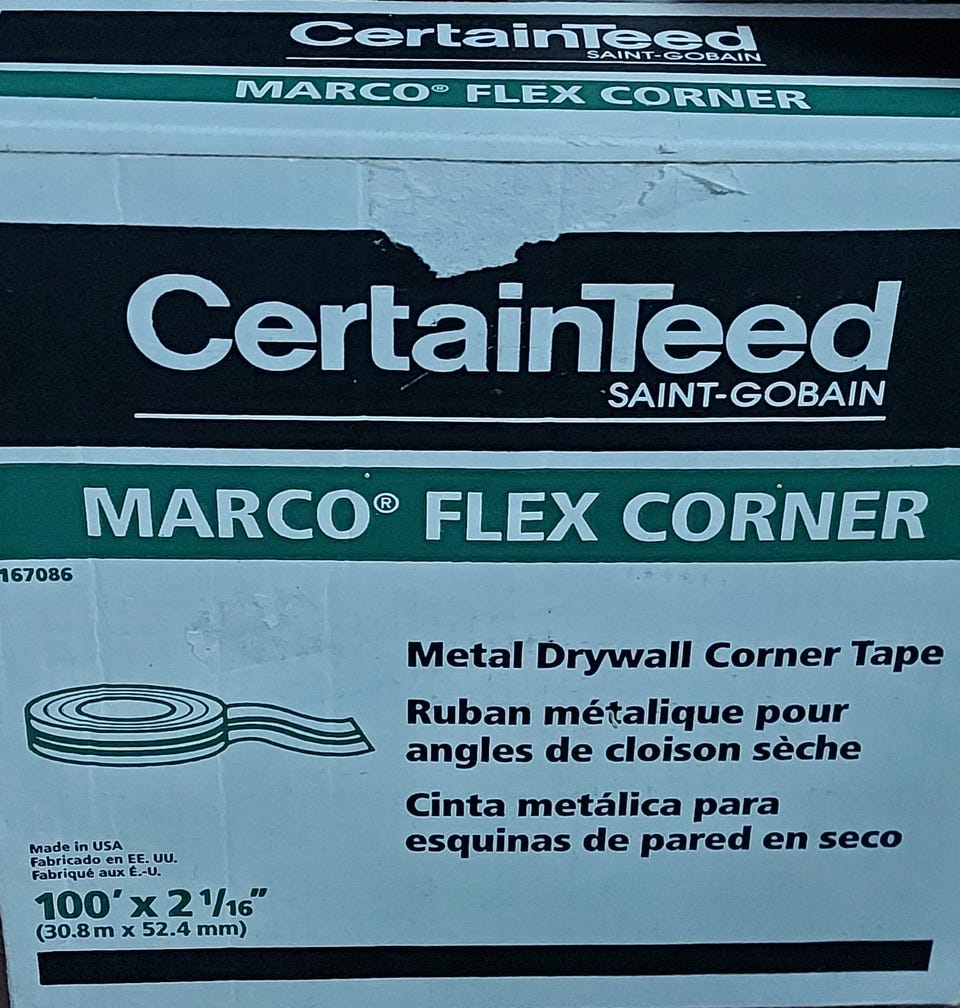 CertainTeed
SAINT-GOBAIN
MARCO® FLEX CORNER
CertainTeed
SAINT-GOBAIN
MARCO® FLEX CORNER
167086
Metal Drywall Corner Tape
Ruban métalique pour
angles de cloison sèche
Cinta metálica para
esquinas de pared en seco
Made in USA
Fabricado en EE. UU.
Fabriqué aux É.-U.
100' x 2 1/16"
(30.8 m x 52.4 mm)